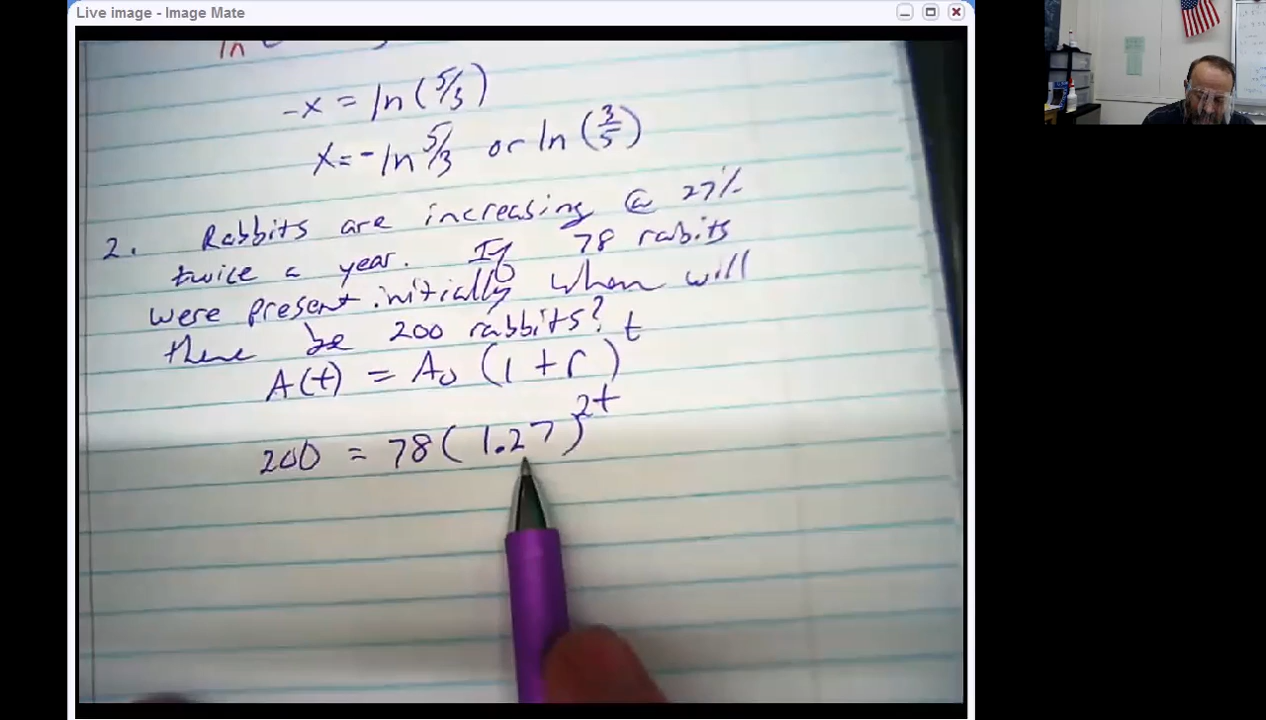 Live image - Image Mate
ln
-x = ln(5/3)
x = -ln 5/3 or ln(3/5)
2. Rabbits are increasing @ 27%
twice a year. If 78 rabits
were present initially when will
there be 200 rabbits?
A(t) = A₀ (1 + r)^t
200 = 78(1.27)^2t